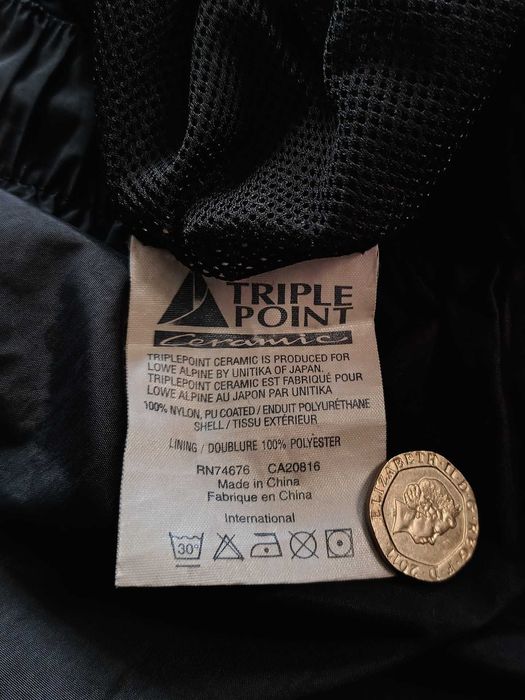 TRIPLE
POINT
Ceramic
TRIPLEPOINT CERAMIC IS PRODUCED FOR
LOWE ALPINE BY UNITIKA OF JAPAN.
TRIPLEPOINT CERAMIC EST FABRIQUÉ POUR
LOWE ALPINE AU JAPON PAR UNITIKA
100% NYLON, PU COATED / ENDUIT POLYURÉTHANE
SHELL / TISSU EXTÉRIEUR
LINING / DOUBLURE 100% POLYESTER
RN74676 CA20816
Made in China
Fabrique en China
International
30°
ELIZABETH·II·D·G